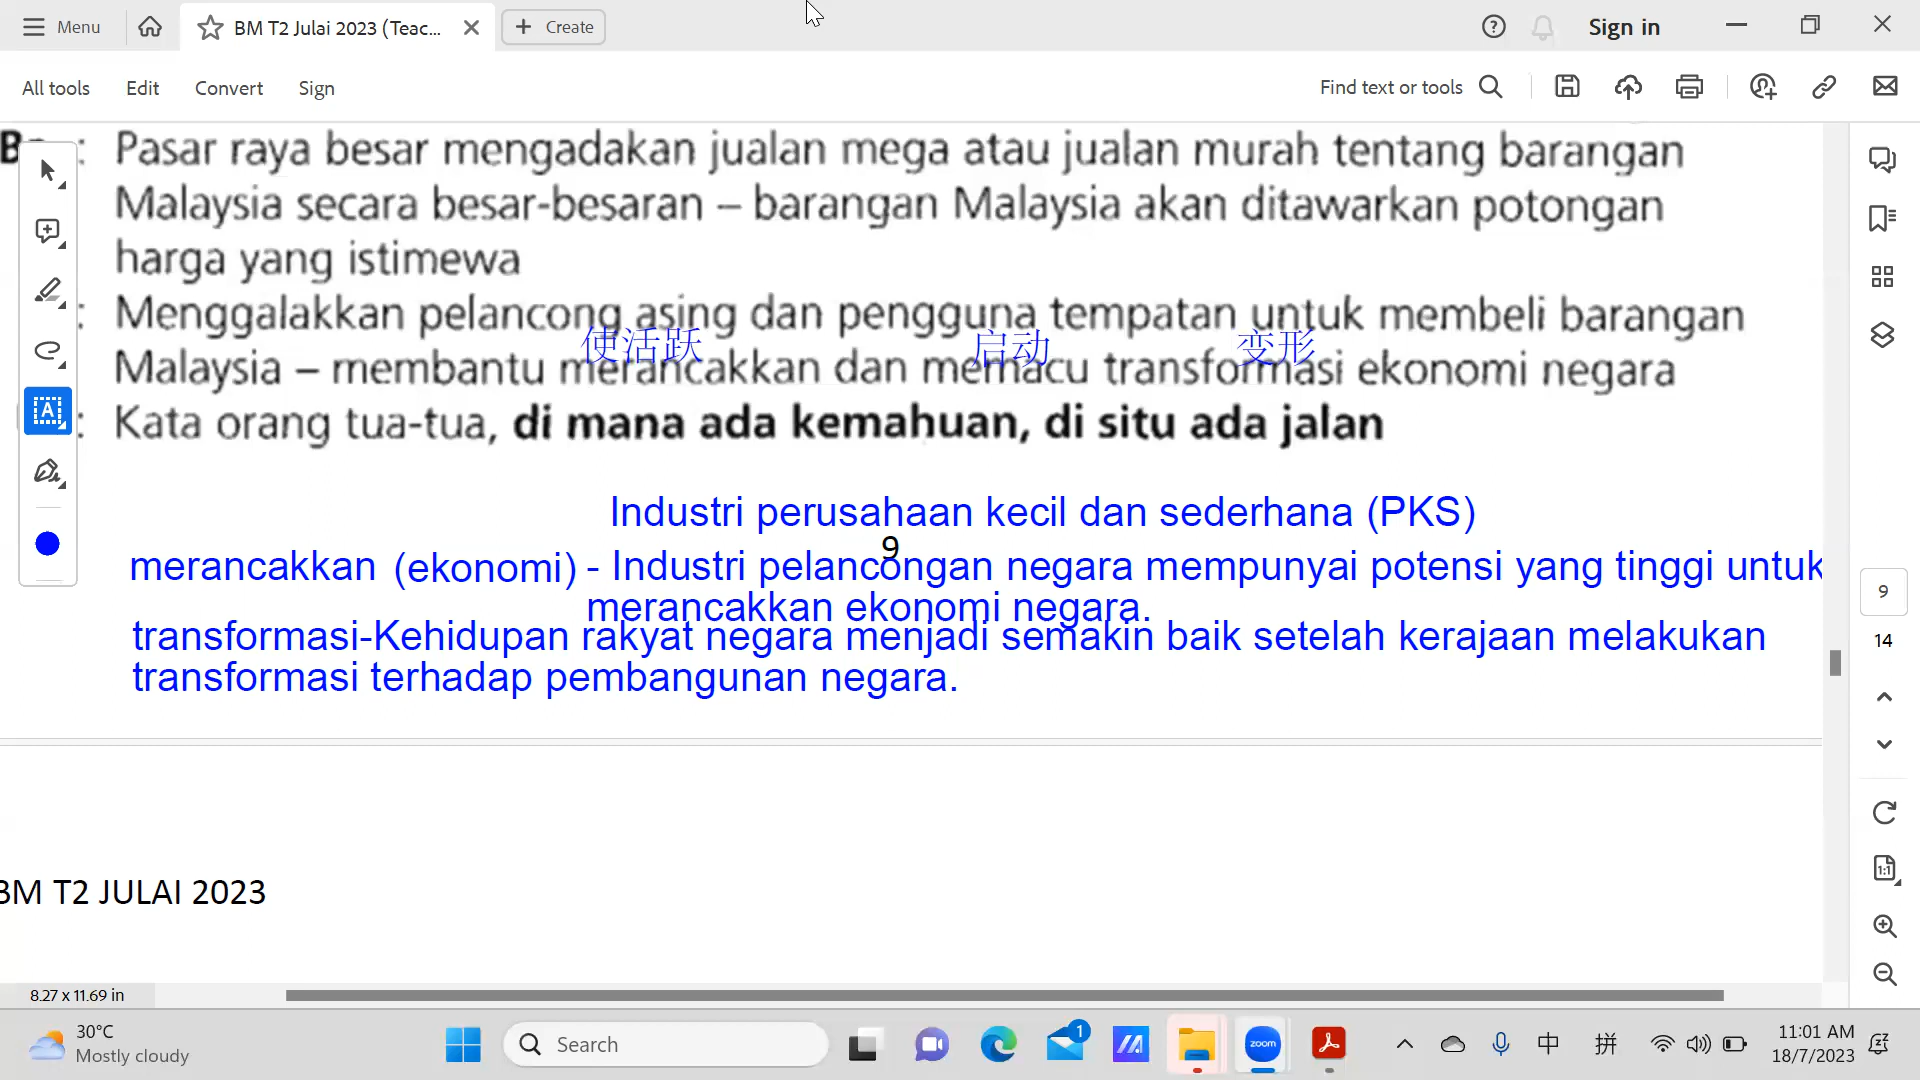 Menu
BM T2 Julai 2023 (Teac...
Create
Sign in
All tools
Edit
Convert
Sign
Find text or tools
: Pasar raya besar mengadakan jualan mega atau jualan murah tentang barangan
Malaysia secara besar-besaran – barangan Malaysia akan ditawarkan potongan
harga yang istimewa
: Menggalakkan pelancong asing dan pengguna tempatan untuk membeli barangan
使活跃 启动 变形
Malaysia – membantu merancakkan dan memacu transformasi ekonomi negara
: Kata orang tua-tua, di mana ada kemahuan, di situ ada jalan
Industri perusahaan kecil dan sederhana (PKS)
9
merancakkan (ekonomi) - Industri pelancongan negara mempunyai potensi yang tinggi untuk
merancakkan ekonomi negara.
transformasi-Kehidupan rakyat negara menjadi semakin baik setelah kerajaan melakukan
transformasi terhadap pembangunan negara.
9
14
BM T2 JULAI 2023
8.27 x 11.69 in
30°C
Mostly cloudy
Search
1
zoom
中
拼
11:01 AM
18/7/2023